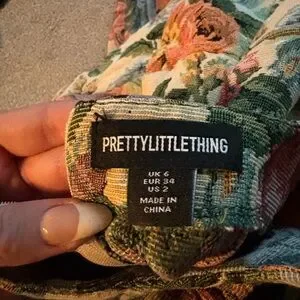 PRETTYLITTLETHING
UK 6
EUR 34
US 2
MADE IN
CHINA